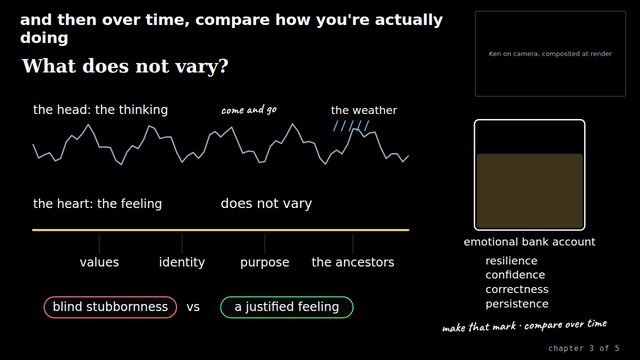 and then over time, compare how you're actually
doing
What does not vary?
Ken on camera, composited at render
the head: the thinking
come and go
the weather
the heart: the feeling
does not vary
values
identity
purpose
the ancestors
blind stubbornness
vs
a justified feeling
emotional bank account
resilience
confidence
correctness
persistence
make that mark · compare over time
chapter 3 of 5